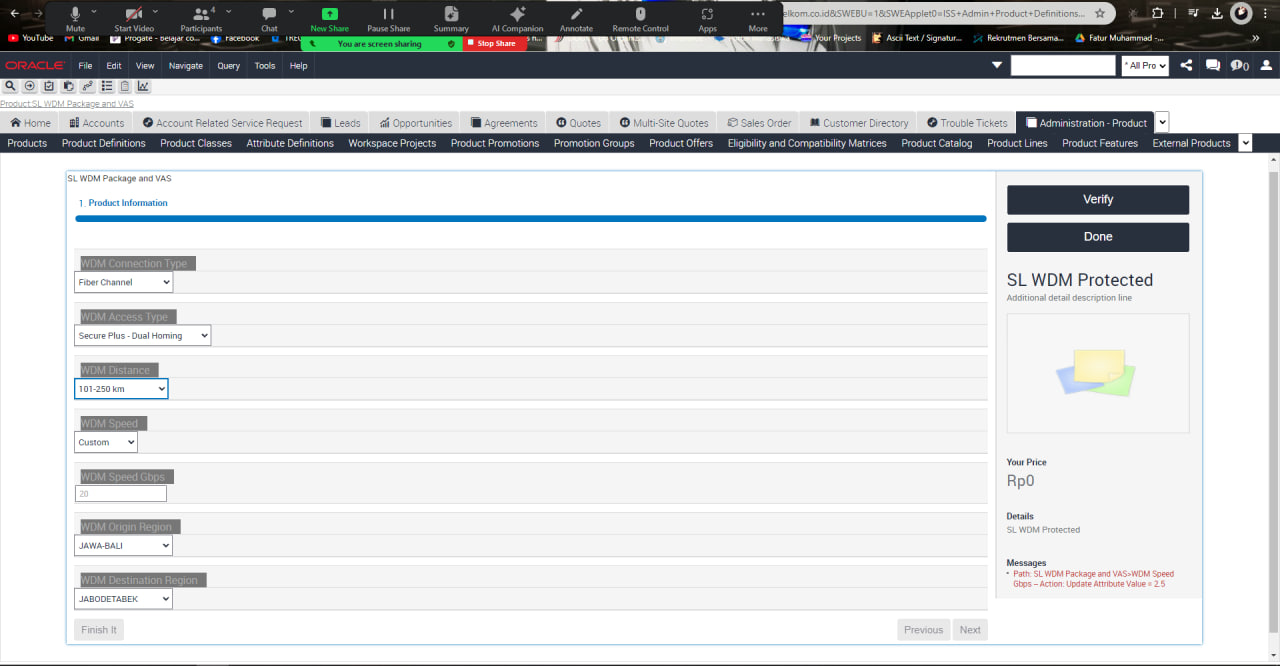 Mute
Start Video
Participants 4
Chat
New Share
Pause Share
Summary
AI Companion
Annotate
Remote Control
Apps
More
elkom.co.id&SWEBU=1&SWEApplet0=ISS+Admin+Product+Definitions...
YouTube
Gmail
Progate - Belajar co...
Facebook
You are screen sharing
Stop Share
Your Projects
Ascii Text / Signatur...
Rekrutmen Bersama...
Fatur Muhammad -...
»
ORACLE
File Edit View Navigate Query Tools Help
* All Pro
0
Product:SL WDM Package and VAS
Home Accounts Account Related Service Request Leads Opportunities Agreements Quotes Multi-Site Quotes Sales Order Customer Directory Trouble Tickets Administration - Product
Products Product Definitions Product Classes Attribute Definitions Workspace Projects Product Promotions Promotion Groups Product Offers Eligibility and Compatibility Matrices Product Catalog Product Lines Product Features External Products
SL WDM Package and VAS
1. Product Information
WDM Connection Type
Fiber Channel
WDM Access Type
Secure Plus - Dual Homing
WDM Distance
101-250 km
WDM Speed
Custom
WDM Speed Gbps
20
WDM Origin Region
JAWA-BALI
WDM Destination Region
JABODETABEK
Finish It
Previous
Next
Verify
Done
SL WDM Protected
Additional detail description line
Your Price
Rp0
Details
SL WDM Protected
Messages
• Path: SL WDM Package and VAS>WDM Speed
Gbps -- Action: Update Attribute Value = 2.5